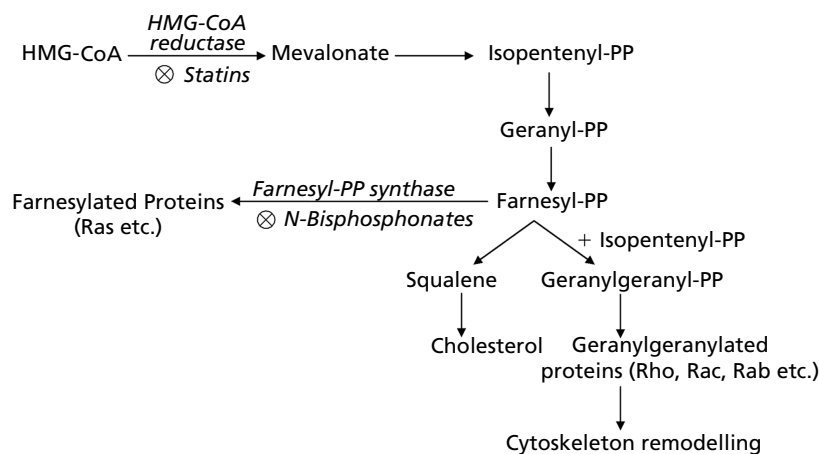 HMG-CoA
reductase
HMG-CoA
Mevalonate
Isopentenyl-PP
⊗ Statins
Geranyl-PP
Farnesyl-PP synthase
Farnesylated Proteins
(Ras etc.)
Farnesyl-PP
⊗ N-Bisphosphonates
+ Isopentenyl-PP
Squalene
Geranylgeranyl-PP
Cholesterol
Geranylgeranylated
proteins (Rho, Rac, Rab etc.)
Cytoskeleton remodelling